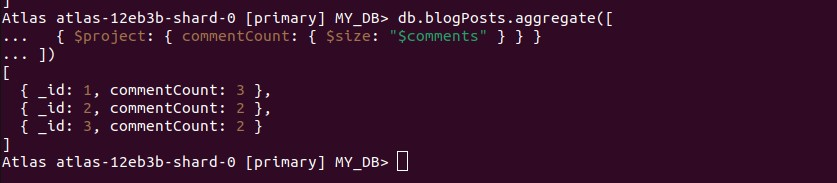 ]
Atlas atlas-12eb3b-shard-0 [primary] MY_DB> db.blogPosts.aggregate([
...   { $project: { commentCount: { $size: "$comments" } } }
... ])
[
  { _id: 1, commentCount: 3 },
  { _id: 2, commentCount: 2 },
  { _id: 3, commentCount: 2 }
]
Atlas atlas-12eb3b-shard-0 [primary] MY_DB>